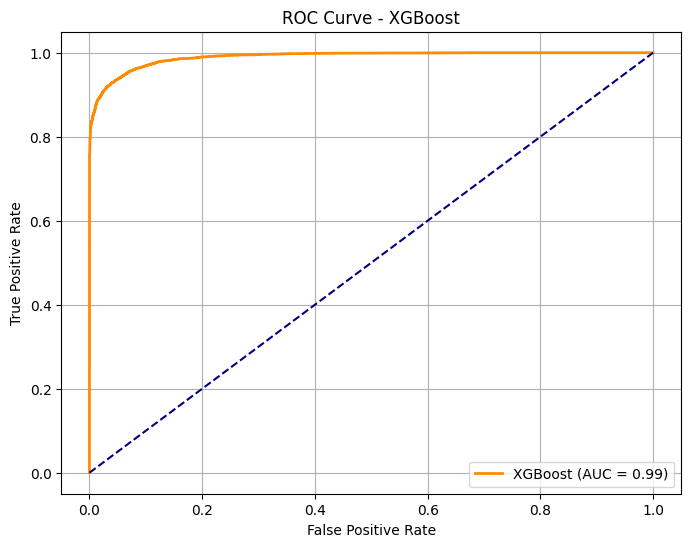 ROC Curve - XGBoost
1.0
0.8
0.6
0.4
0.2
0.0
True Positive Rate
XGBoost (AUC = 0.99)
0.0 0.2 0.4 0.6 0.8 1.0
False Positive Rate